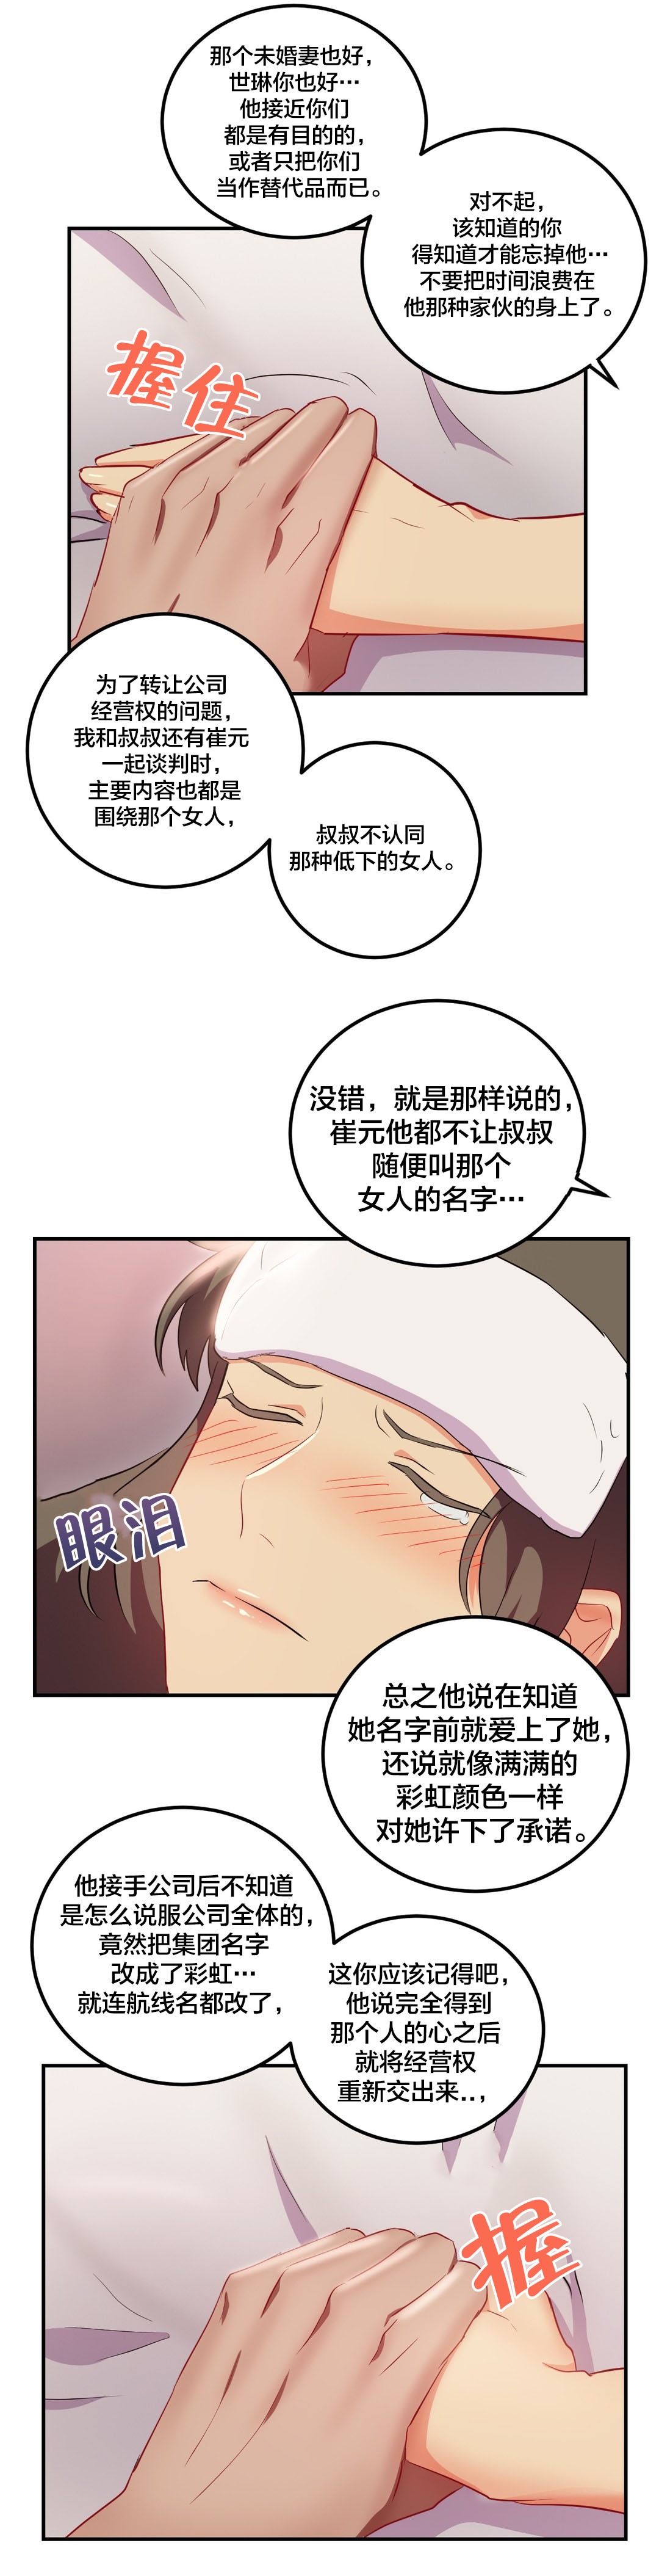 那个未婚妻也好，
世琳你也好…
他接近你们
都是有目的的，
或者只把你们
当作替代品而已。
对不起，
该知道的你
得知道才能忘掉他…
不要把时间浪费在
他那种家伙的身上了。
握住
为了转让公司
经营权的问题，
我和叔叔还有崔元
一起谈判时，
主要内容也都是
围绕那个女人，
叔叔不认同
那种低下的女人。
没错，就是那样说的，
崔元他都不让叔叔
随便叫那个
女人的名字…
眼泪
总之他说在知道
她名字前就爱上了她，
还说就像满满的
彩虹颜色一样
对她许下了承诺。
他接手公司后不知道
是怎么说服公司全体的，
竟然把集团名字
改成了彩虹…
就连航线名都改了，
这你应该记得吧，
他说完全得到
那个人的心之后
就将经营权
重新交出来..，
握